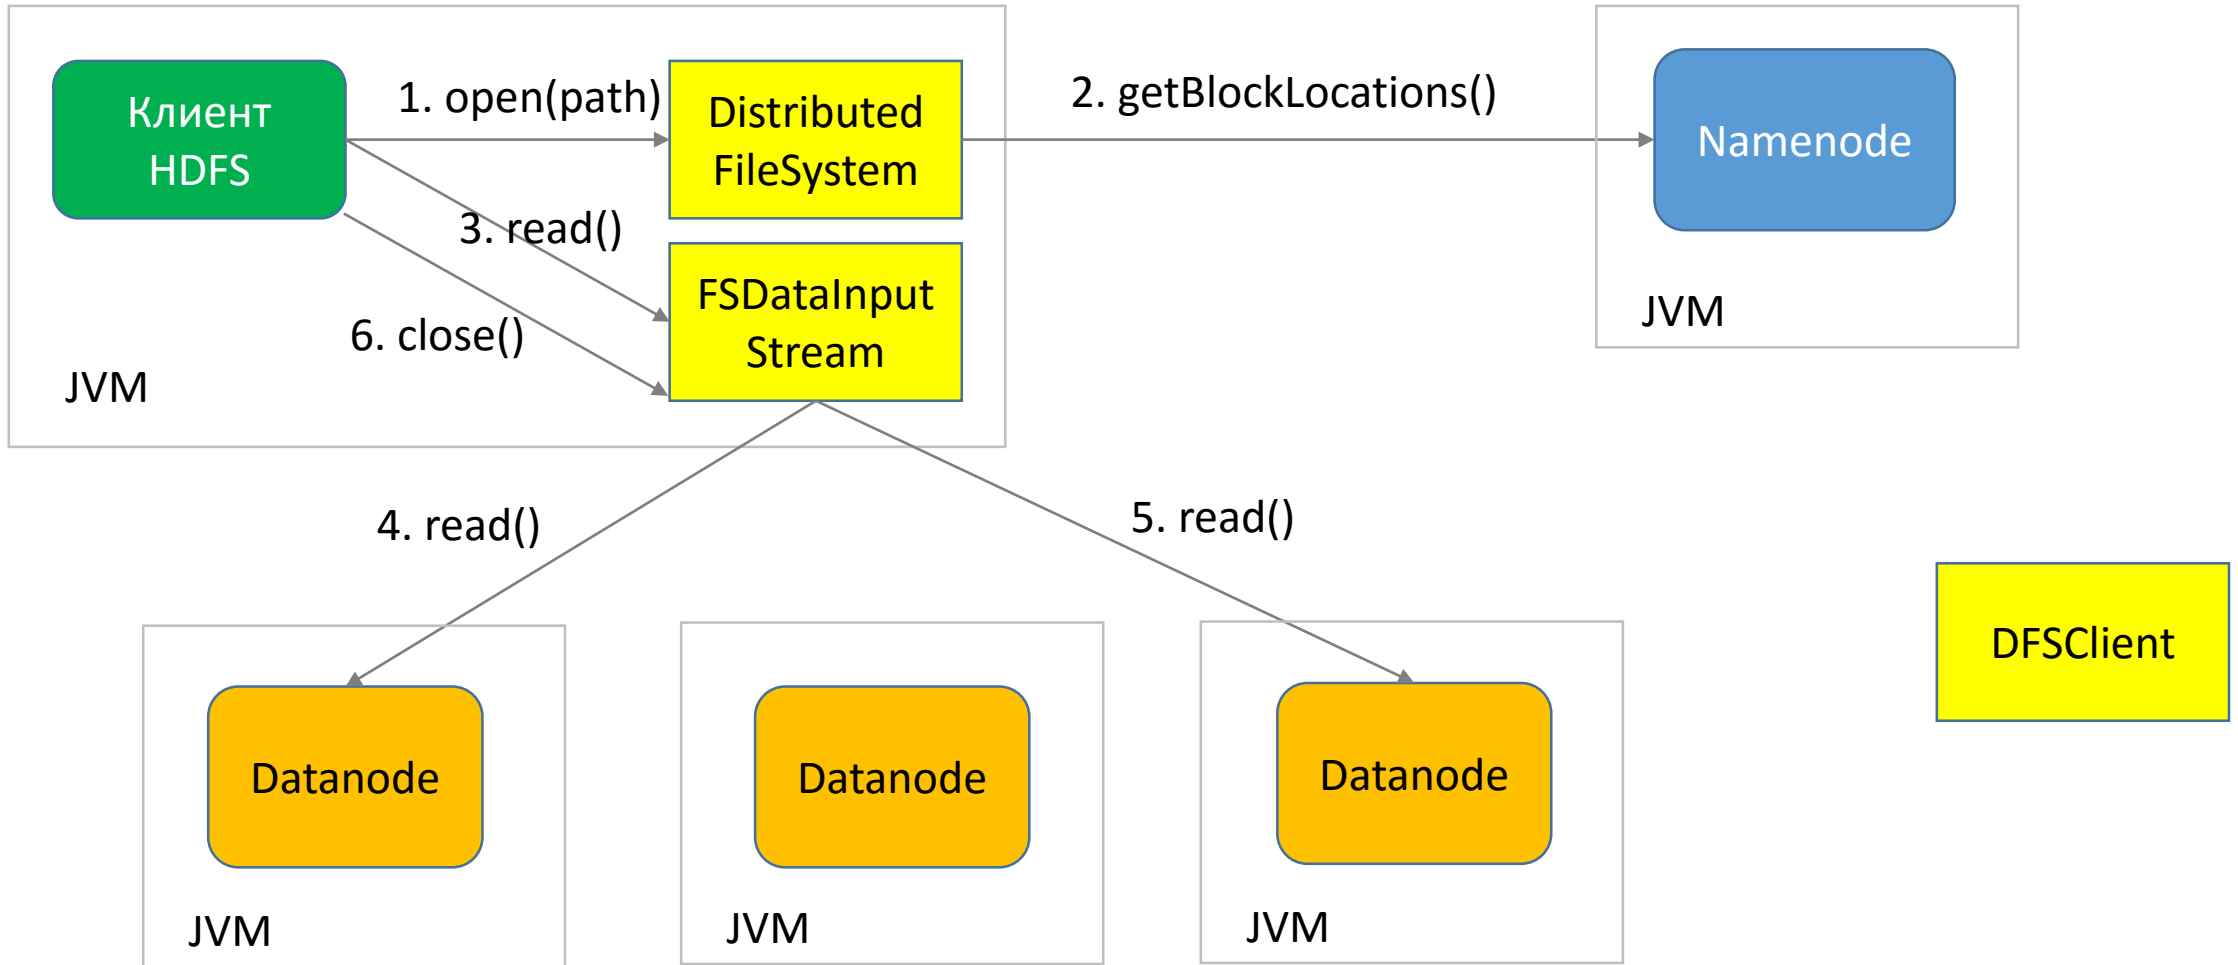 Клиент
HDFS
1. open(path)
Distributed
FileSystem
2. getBlockLocations()
Namenode
JVM
3. read()
6. close()
FSDataInput
Stream
JVM
4. read()
5. read()
Datanode
JVM
Datanode
JVM
Datanode
JVM
DFSClient